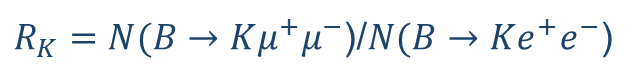 R_K = N(B → Kμ⁺μ⁻)/N(B → Ke⁺e⁻)